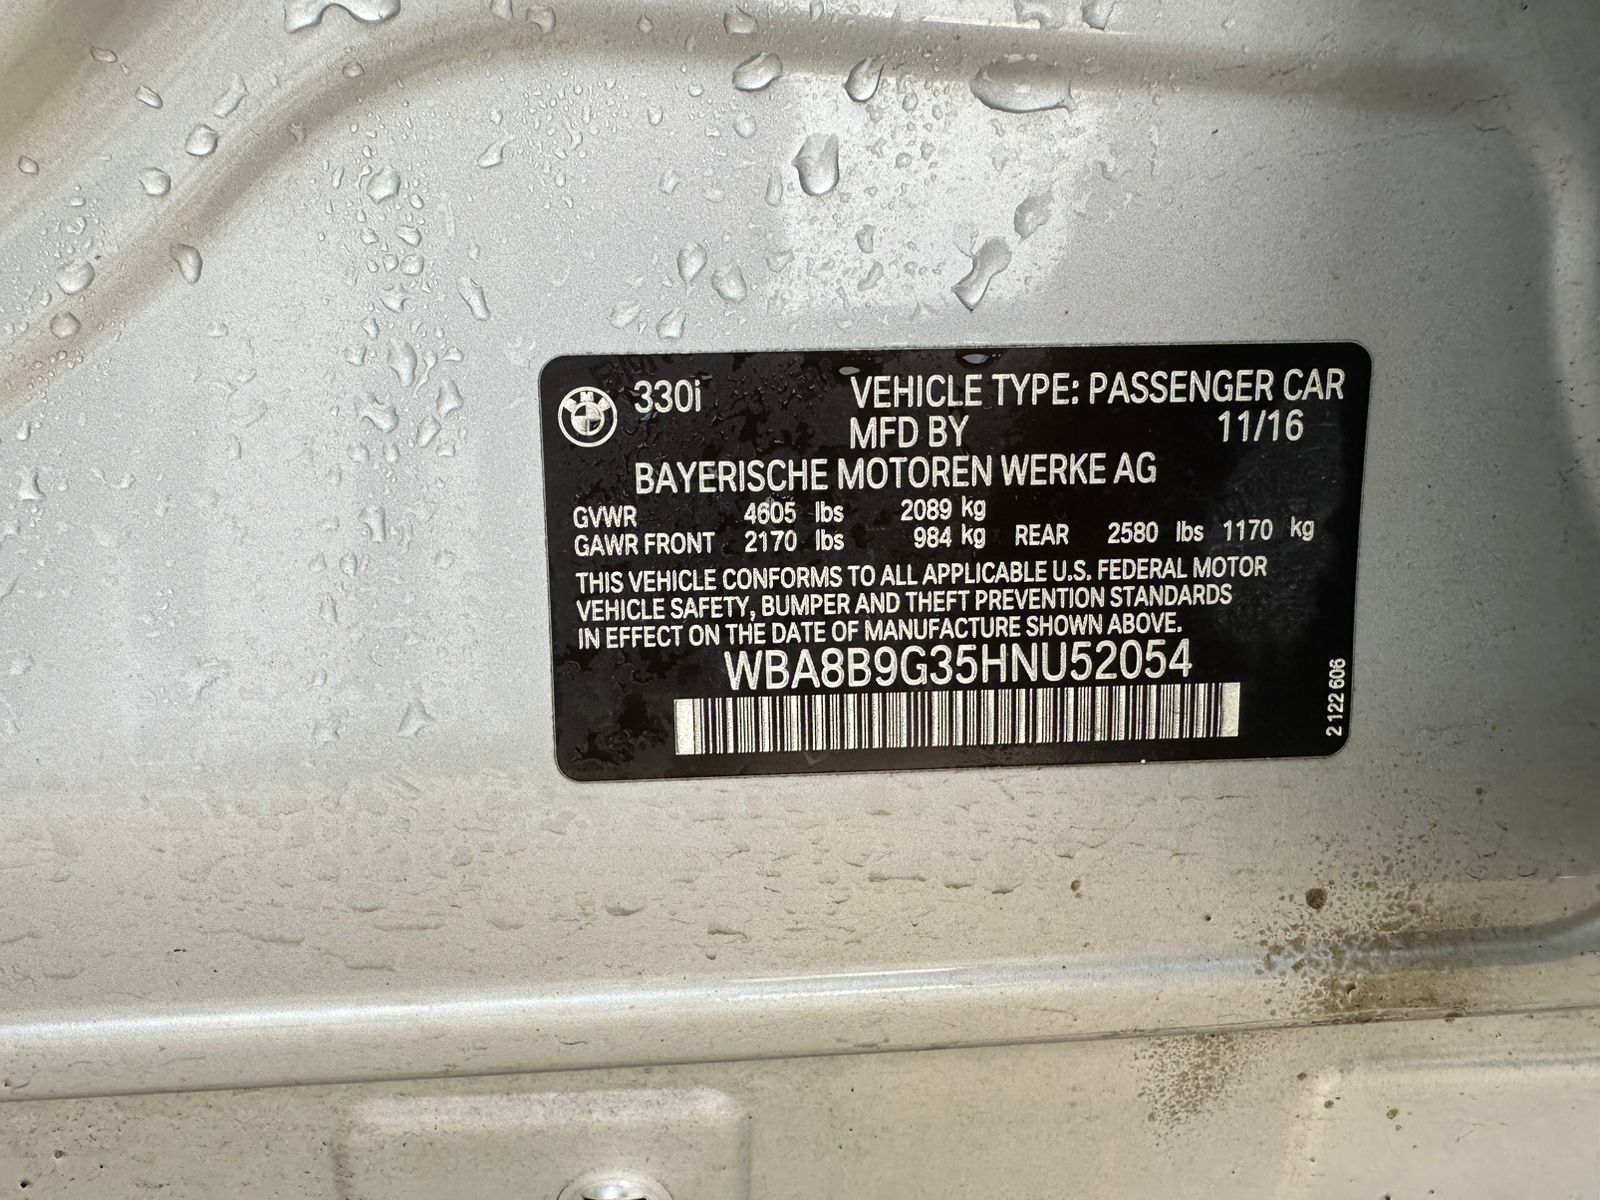 BMW 330i VEHICLE TYPE: PASSENGER CAR
MFD BY 11/16
BAYERISCHE MOTOREN WERKE AG
GVWR 4605 lbs 2089 kg
GAWR FRONT 2170 lbs 984 kg REAR 2580 lbs 1170 kg
THIS VEHICLE CONFORMS TO ALL APPLICABLE U.S. FEDERAL MOTOR
VEHICLE SAFETY, BUMPER AND THEFT PREVENTION STANDARDS
IN EFFECT ON THE DATE OF MANUFACTURE SHOWN ABOVE.
WBA8B9G35HNU52054
2 122 606